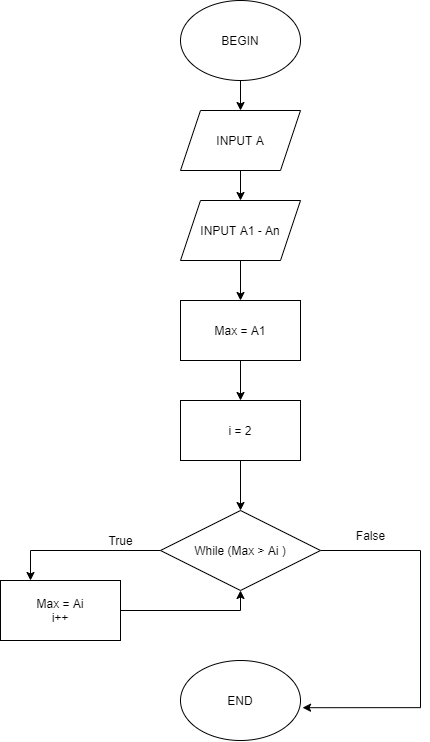 BEGIN
INPUT A
INPUT A1 - An
Max = A1
i = 2
While (Max > Ai )
True
False
Max = Ai
i++
END